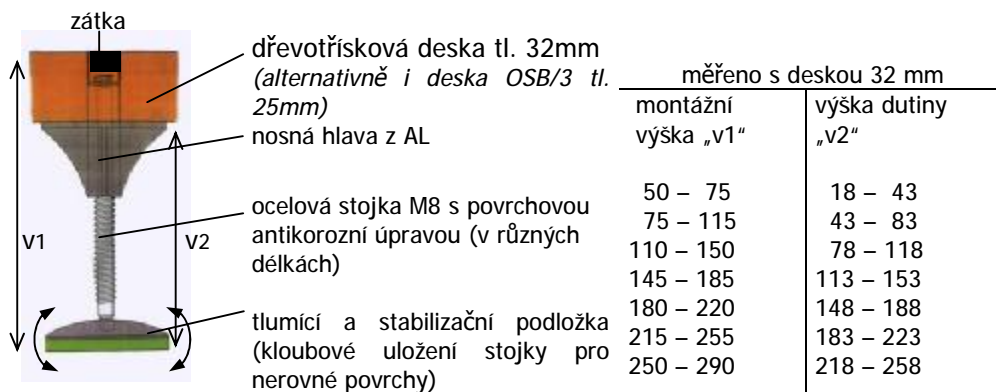 zátka
dřevotřísková deska tl. 32mm
(alternativně i deska OSB/3 tl.
25mm)
nosná hlava z AL
ocelová stojka M8 s povrchovou
antikorozní úpravou (v různých
délkách)
tlumící a stabilizační podložka
(kloubové uložení stojky pro
nerovné povrchy)
v1
v2
měřeno s deskou 32 mm
montážní výška dutiny
výška „v1“ „v2“
50 – 75 18 – 43
75 – 115 43 – 83
110 – 150 78 – 118
145 – 185 113 – 153
180 – 220 148 – 188
215 – 255 183 – 223
250 – 290 218 – 258